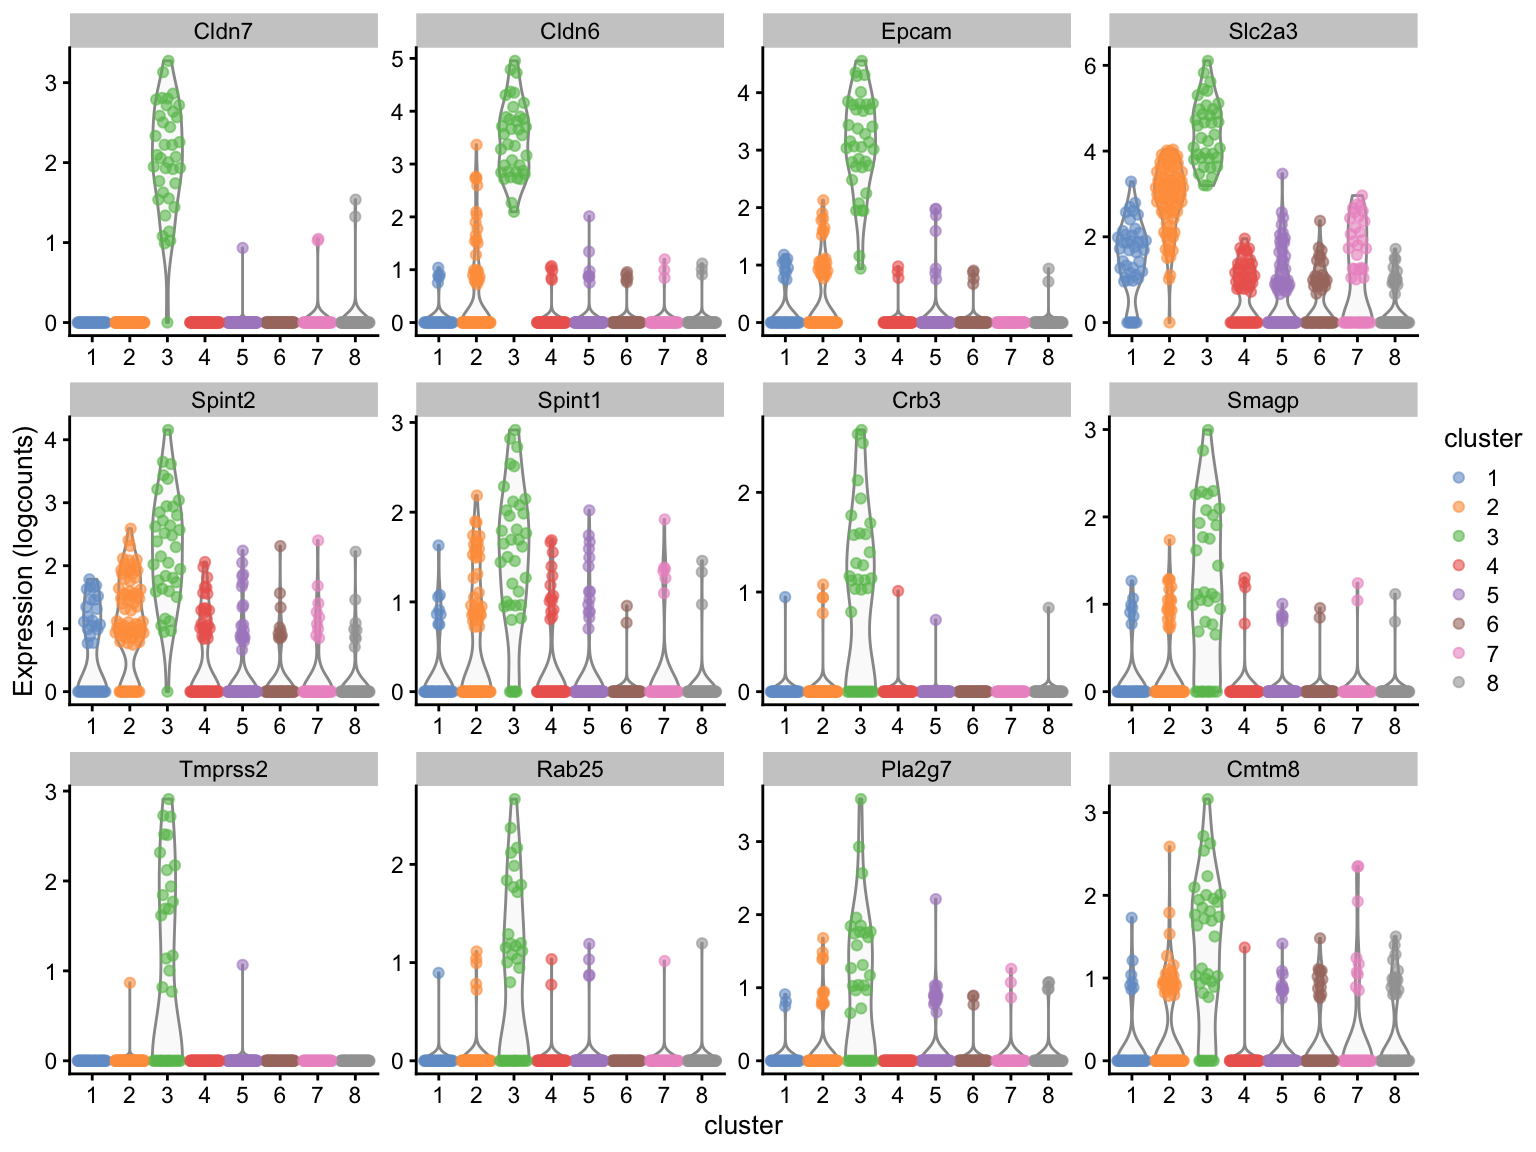 Cldn7 Cldn6 Epcam Slc2a3
3 2 1 0
5 4 3 2 1 0
4 3 2 1 0
6 4 2 0
1 2 3 4 5 6 7 8
1 2 3 4 5 6 7 8
1 2 3 4 5 6 7 8
1 2 3 4 5 6 7 8
Spint2 Spint1 Crb3 Smagp
4 3 2 1 0
3 2 1 0
2 1 0
3 2 1 0
1 2 3 4 5 6 7 8
1 2 3 4 5 6 7 8
1 2 3 4 5 6 7 8
1 2 3 4 5 6 7 8
Tmprss2 Rab25 Pla2g7 Cmtm8
3 2 1 0
2 1 0
3 2 1 0
3 2 1 0
1 2 3 4 5 6 7 8
1 2 3 4 5 6 7 8
1 2 3 4 5 6 7 8
1 2 3 4 5 6 7 8
Expression (logcounts)
cluster
cluster
1
2
3
4
5
6
7
8